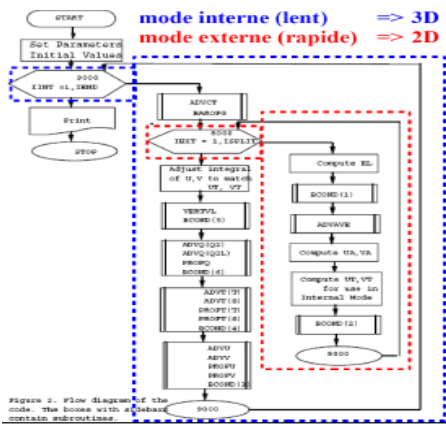 mode interne (lent) => 3D
mode externe (rapide) => 2D
START
Set Parameters
Initial Values
9000
IINT =1,IEND
Print
STOP
ADVCT
BAROPG
8000
IEXT = 1,ISPLIT
Adjust integral
of U,V to match
UT, VT
VERTVL
BCOND(5)
ADVQ(Q2)
ADVQ(Q2L)
PROFQ
BCOND(6)
ADVT(T)
ADVT(S)
PROFT(T)
PROFT(S)
BCOND(4)
ADVU
ADVV
PROFU
PROFV
BCOND(3)
9000
Compute EL
BCOND(1)
ADVAVE
Compute UA,VA
Compute UT,VT
for use in
Internal Mode
BCOND(2)
Figure 2. Flow diagram of the
code. The boxes with sidebars
contain subroutines.